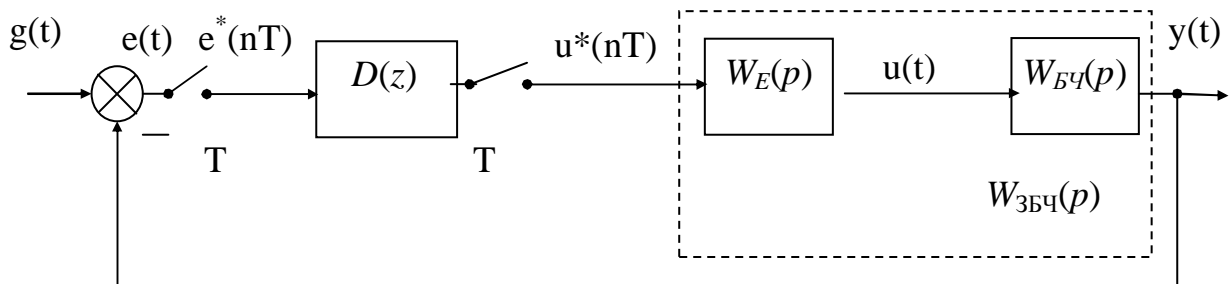 g(t)
e(t)
e*(nT)
D(z)
u*(nT)
W_E(p)
u(t)
W_БЧ(p)
y(t)
—
T
T
W_ЗБЧ(p)